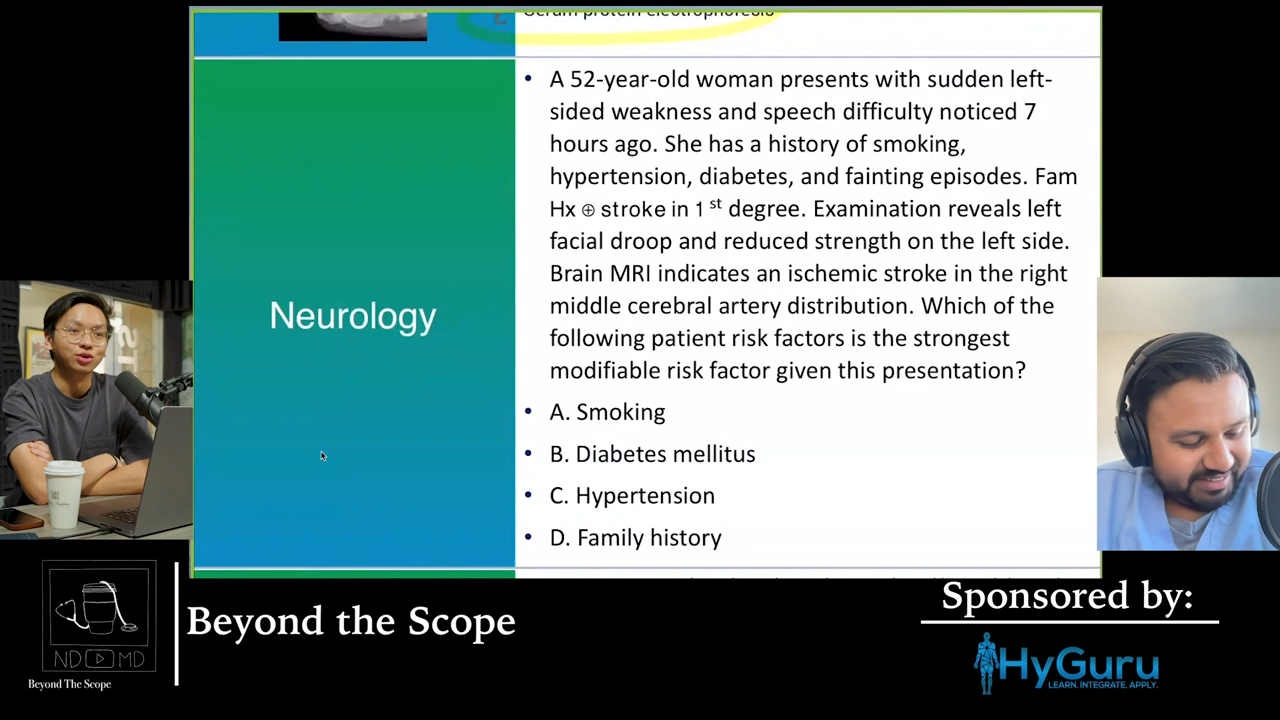 Serum protein electrophoresis
Neurology
• A 52-year-old woman presents with sudden left-
sided weakness and speech difficulty noticed 7
hours ago. She has a history of smoking,
hypertension, diabetes, and fainting episodes. Fam
Hx ⊕ stroke in 1st degree. Examination reveals left
facial droop and reduced strength on the left side.
Brain MRI indicates an ischemic stroke in the right
middle cerebral artery distribution. Which of the
following patient risk factors is the strongest
modifiable risk factor given this presentation?
• A. Smoking
• B. Diabetes mellitus
• C. Hypertension
• D. Family history
ND MD
Beyond The Scope
Beyond the Scope
Sponsored by:
HyGuru
LEARN. INTEGRATE. APPLY.